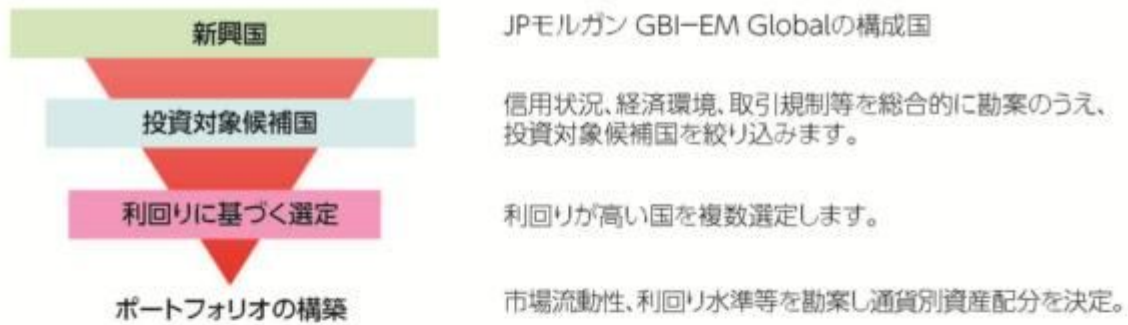 新興国
JPモルガン GBI－EM Globalの構成国
投資対象候補国
信用状況、経済環境、取引規制等を総合的に勘案のうえ、
投資対象候補国を絞り込みます。
利回りに基づく選定
利回りが高い国を複数選定します。
ポートフォリオの構築
市場流動性、利回り水準等を勘案し通貨別資産配分を決定。